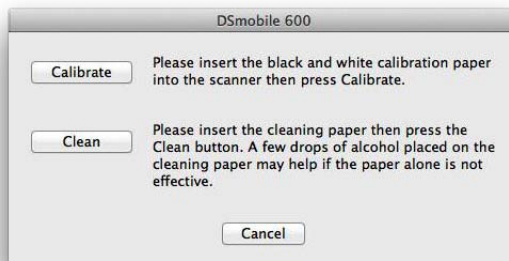 DSmobile 600
Calibrate
Please insert the black and white calibration paper
into the scanner then press Calibrate.
Clean
Please insert the cleaning paper then press the
Clean button. A few drops of alcohol placed on the
cleaning paper may help if the paper alone is not
effective.
Cancel